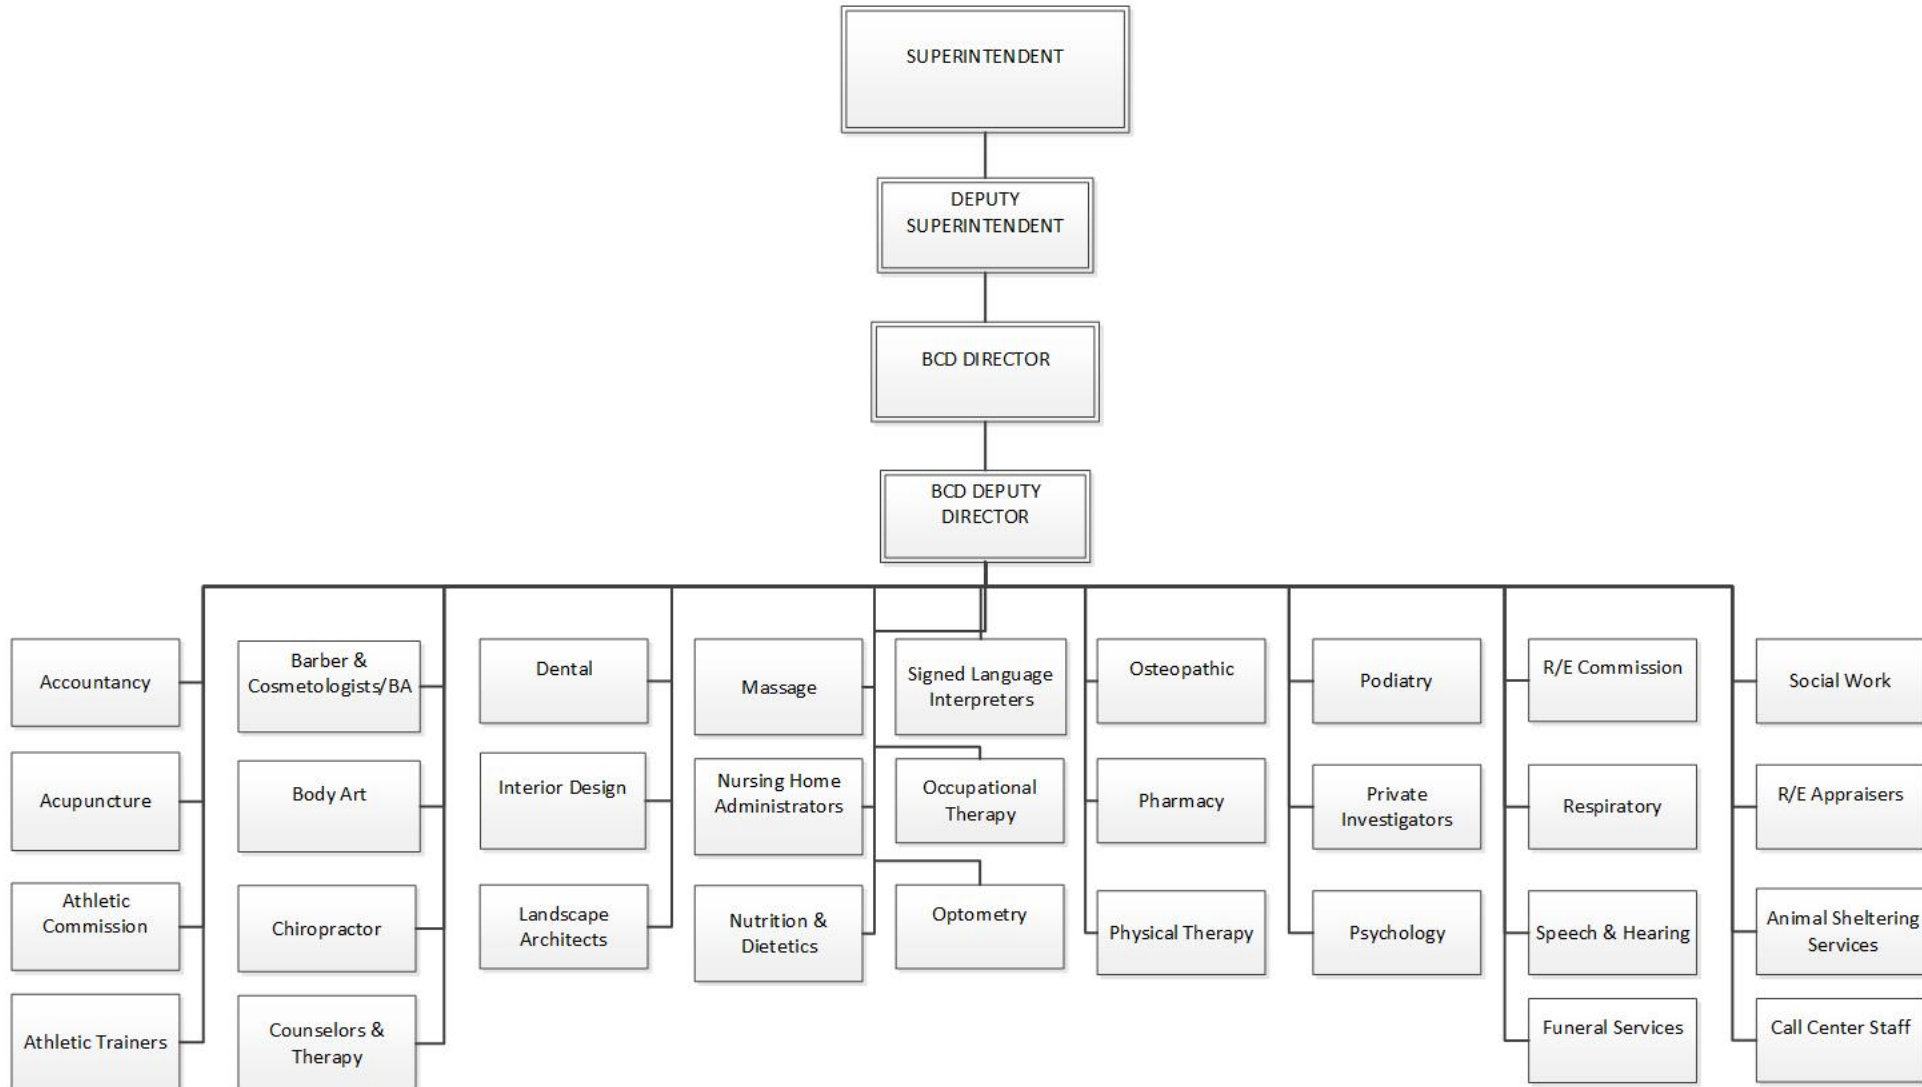 SUPERINTENDENT
DEPUTY
SUPERINTENDENT
BCD DIRECTOR
BCD DEPUTY
DIRECTOR
Accountancy
Acupuncture
Athletic
Commission
Athletic Trainers
Barber &
Cosmetologists/BA
Body Art
Chiropractor
Counselors &
Therapy
Dental
Interior Design
Landscape
Architects
Massage
Nursing Home
Administrators
Nutrition &
Dietetics
Signed Language
Interpreters
Occupational
Therapy
Optometry
Osteopathic
Pharmacy
Physical Therapy
Podiatry
Private
Investigators
Psychology
R/E Commission
Respiratory
Speech & Hearing
Funeral Services
Social Work
R/E Appraisers
Animal Sheltering
Services
Call Center Staff